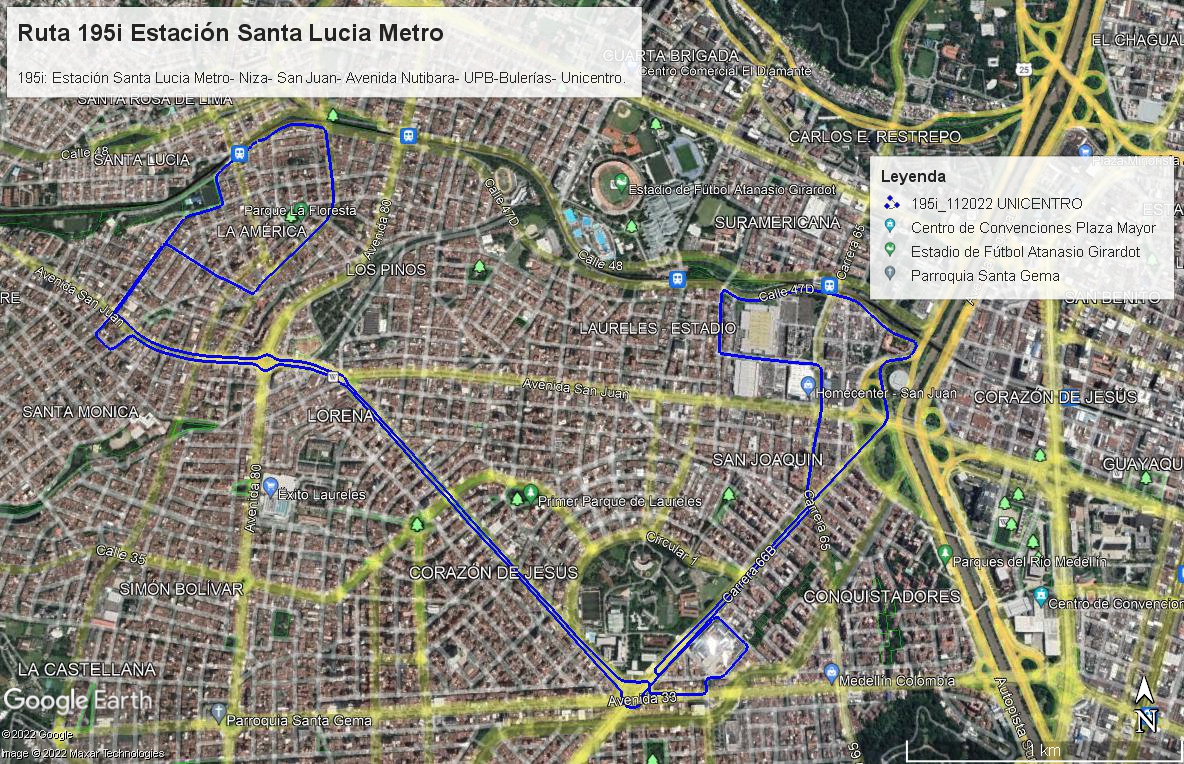 Ruta 195i Estación Santa Lucia Metro
195i: Estación Santa Lucia Metro- Niza- San Juan- Avenida Nutibara- UPB-Bulerías- Unicentro.
CUARTA BRIGADA
Centro Comercial El Diamante
EL CHAGUAL
25
SANTA ROSA DE LIMA
CARLOS E. RESTREPO
Calle 48
SANTA LUCIA
Plaza Minorista
Leyenda
195i_112022 UNICENTRO
Centro de Convenciones Plaza Mayor
Estadio de Fútbol Atanasio Girardot
Parroquia Santa Gema
Estadio de Fútbol Atanasio Girardot
Calle 47D
Parque La Floresta
LA AMÉRICA
Avenida 80
SURAMERICANA
Carrera 65
LOS PINOS
Calle 48
Avenida San Juan
RE
Calle 47D
SAN BENITO
LAURELES - ESTADIO
Avenida San Juan
Homecenter - San Juan
CORAZÓN DE JESÚS
SANTA MONICA
LORENA
SAN JOAQUIN
GUAYAQU
Éxito Laureles
Avenida 80
Primer Parque de Laureles
Carrera 65
Circular 1
Calle 35
Parques del Río Medellín
CORAZÓN DE JESÚS
Carrera 66B
SIMÓN BOLÍVAR
CONQUISTADORES
Centro de Convencion
LA CASTELLANA
Medellín Colombia
Google Earth
Avenida 33
Autopista Sur
Parroquia Santa Gema
N
©2022 Google
Image © 2022 Maxar Technologies
1 km